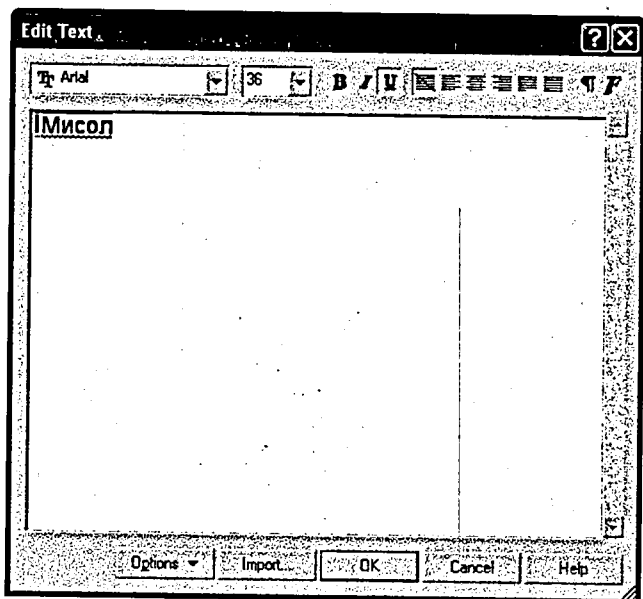 Edit Text
Arial 36 B I U
Мисол
Options Import... OK Cancel Help